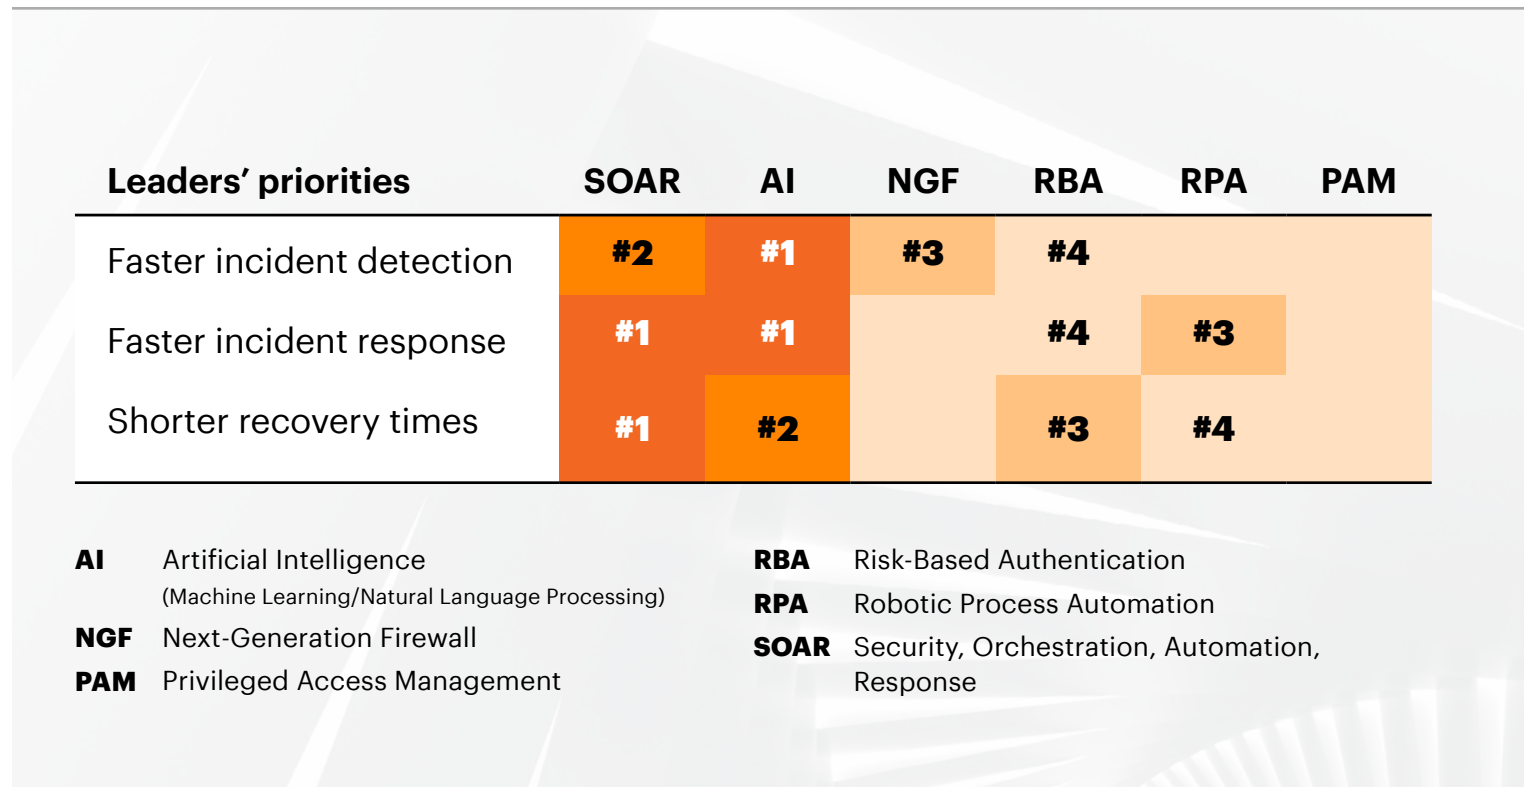 Leaders’ priorities SOAR AI NGF RBA RPA PAM
Faster incident detection #2 #1 #3 #4
Faster incident response #1 #1 #4 #3
Shorter recovery times #1 #2 #3 #4
AI Artificial Intelligence
(Machine Learning/Natural Language Processing)
NGF Next-Generation Firewall
PAM Privileged Access Management
RBA Risk-Based Authentication
RPA Robotic Process Automation
SOAR Security, Orchestration, Automation,
Response